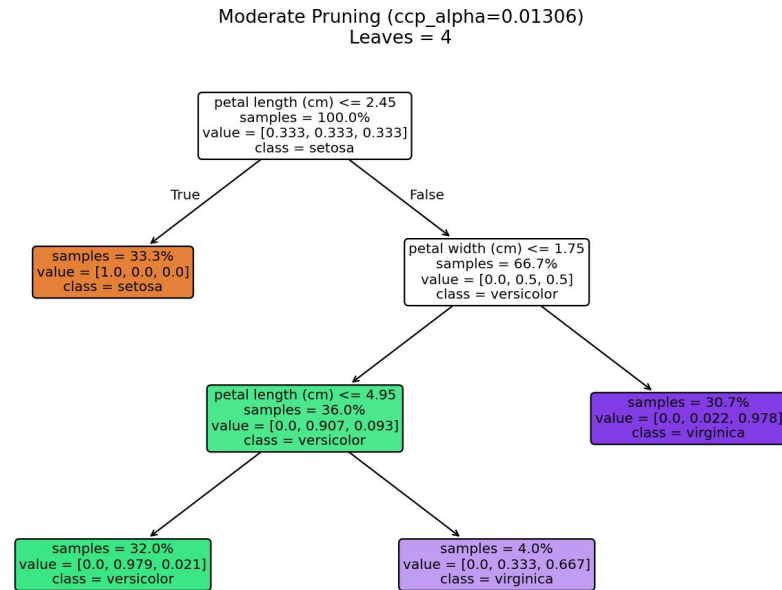 Moderate Pruning (ccp_alpha=0.01306)
Leaves = 4
petal length (cm) <= 2.45
samples = 100.0%
value = [0.333, 0.333, 0.333]
class = setosa
True
False
samples = 33.3%
value = [1.0, 0.0, 0.0]
class = setosa
petal width (cm) <= 1.75
samples = 66.7%
value = [0.0, 0.5, 0.5]
class = versicolor
petal length (cm) <= 4.95
samples = 36.0%
value = [0.0, 0.907, 0.093]
class = versicolor
samples = 30.7%
value = [0.0, 0.022, 0.978]
class = virginica
samples = 32.0%
value = [0.0, 0.979, 0.021]
class = versicolor
samples = 4.0%
value = [0.0, 0.333, 0.667]
class = virginica